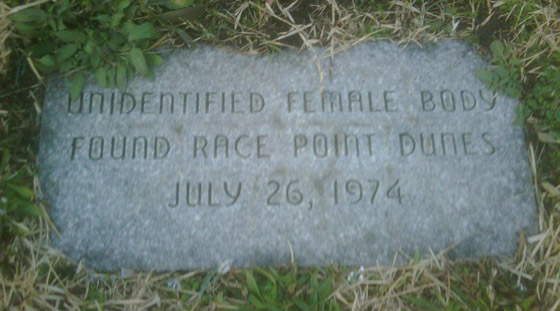 UNIDENTIFIED FEMALE BODY
FOUND RACE POINT DUNES
JULY 26, 1974